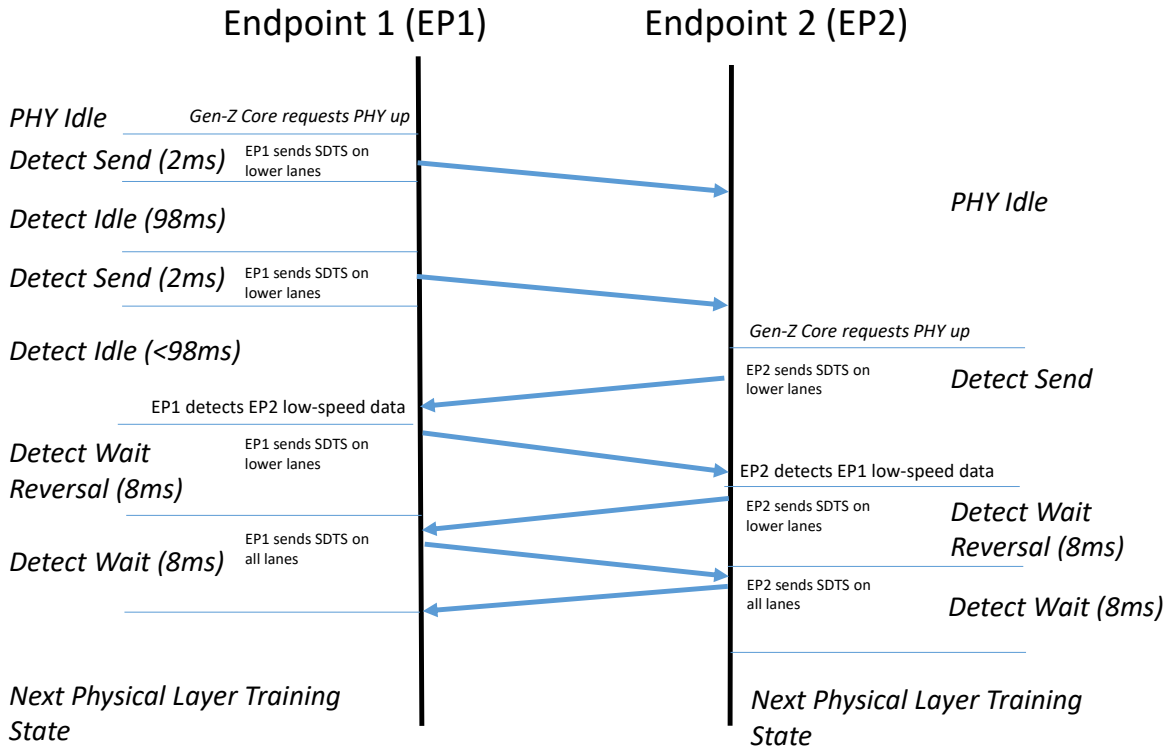 Endpoint 1 (EP1)
Endpoint 2 (EP2)
PHY Idle
Gen-Z Core requests PHY up
Detect Send (2ms)
EP1 sends SDTS on
lower lanes
Detect Idle (98ms)
PHY Idle
Detect Send (2ms)
EP1 sends SDTS on
lower lanes
Gen-Z Core requests PHY up
Detect Idle (<98ms)
EP2 sends SDTS on
lower lanes
Detect Send
EP1 detects EP2 low-speed data
Detect Wait
Reversal (8ms)
EP1 sends SDTS on
lower lanes
EP2 detects EP1 low-speed data
EP2 sends SDTS on
lower lanes
Detect Wait
Reversal (8ms)
Detect Wait (8ms)
EP1 sends SDTS on
all lanes
EP2 sends SDTS on
all lanes
Detect Wait (8ms)
Next Physical Layer Training
State
Next Physical Layer Training
State